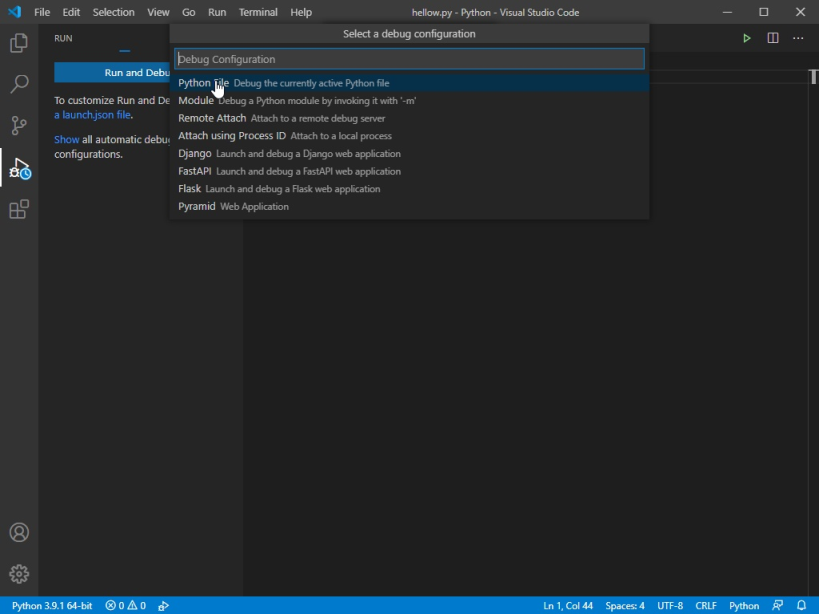 File Edit Selection View Go Run Terminal Help hellow.py - Python - Visual Studio Code
Select a debug configuration
RUN
Debug Configuration
Run and Debu
Python File Debug the currently active Python file
Module Debug a Python module by invoking it with '-m'
Remote Attach Attach to a remote debug server
Attach using Process ID Attach to a local process
Django Launch and debug a Django web application
FastAPI Launch and debug a FastAPI web application
Flask Launch and debug a Flask web application
Pyramid Web Application
To customize Run and De
a launch.json file.
Show all automatic debu
configurations.
Python 3.9.1 64-bit 0 0 Ln 1, Col 44 Spaces: 4 UTF-8 CRLF Python